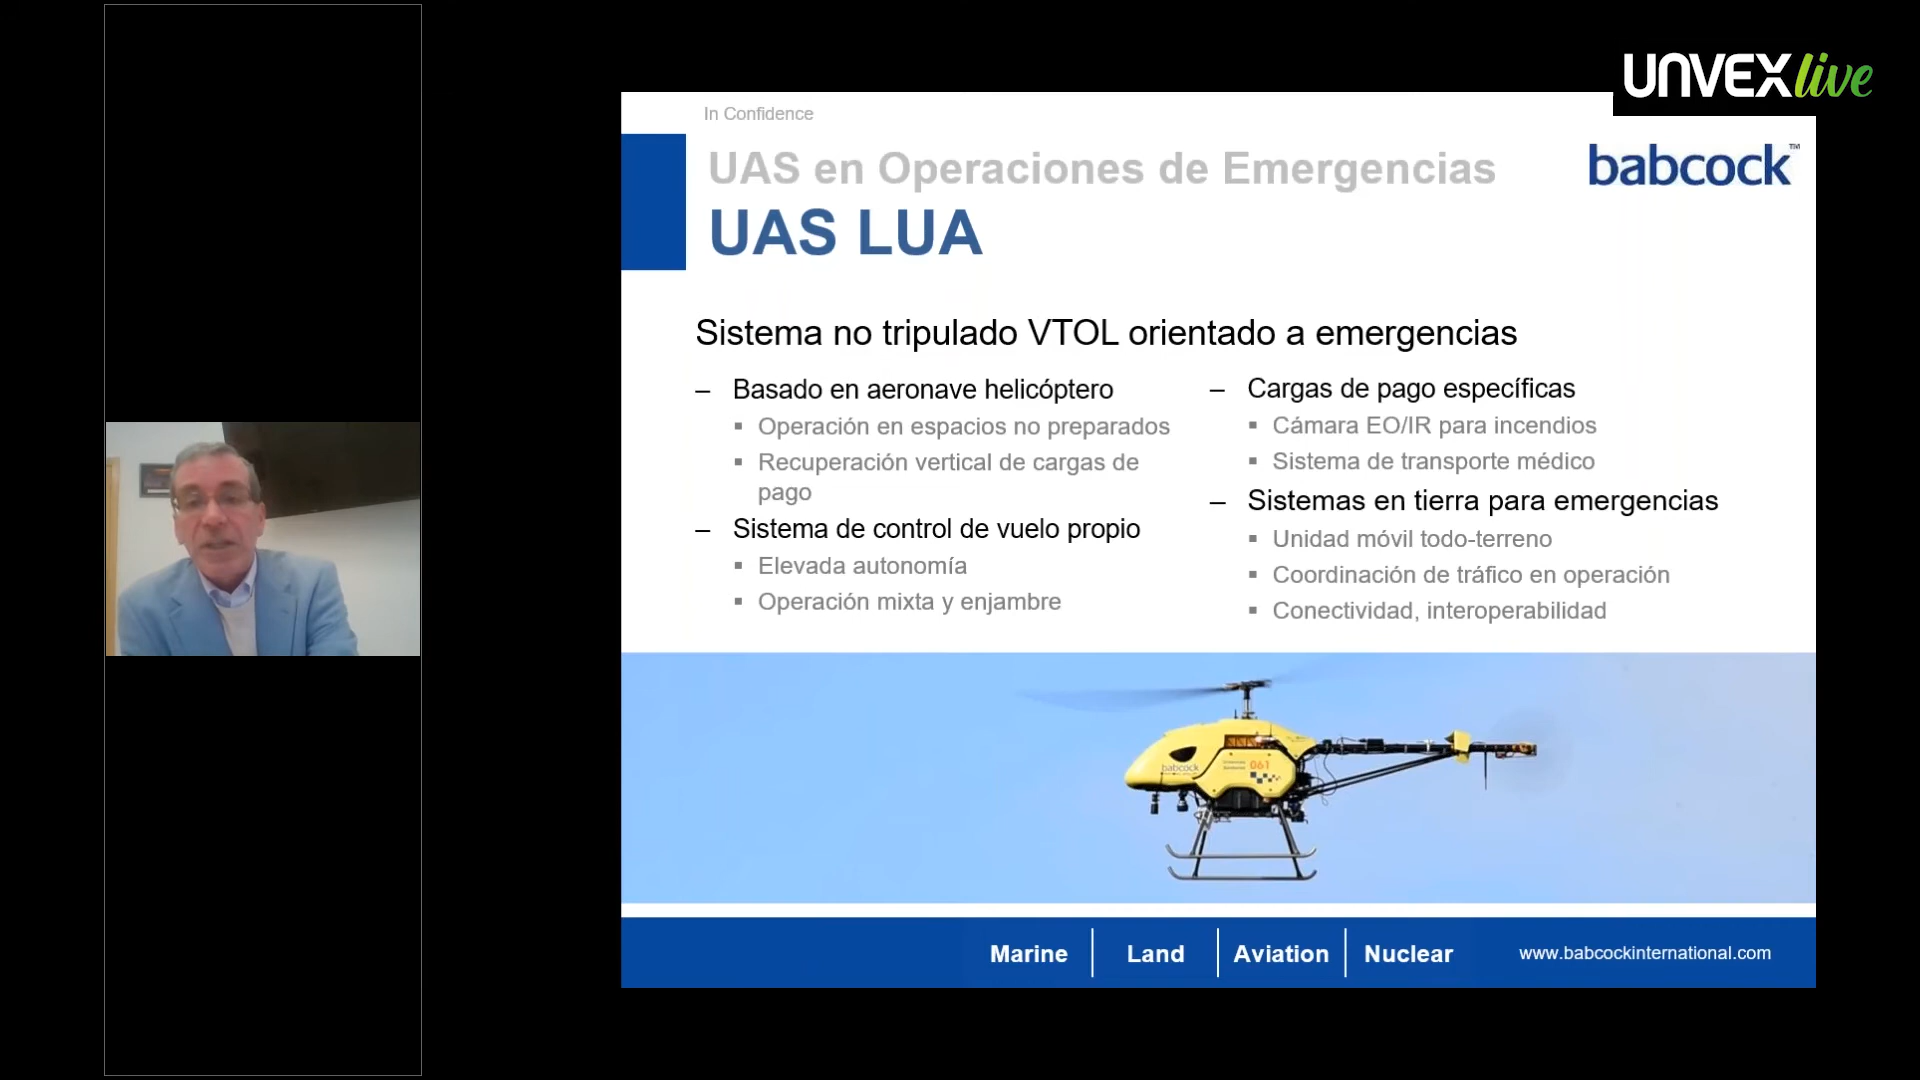 UNVEXlive
In Confidence
UAS en Operaciones de Emergencias
babcock™
UAS LUA
Sistema no tripulado VTOL orientado a emergencias
– Basado en aeronave helicóptero
▪ Operación en espacios no preparados
▪ Recuperación vertical de cargas de
pago
– Sistema de control de vuelo propio
▪ Elevada autonomía
▪ Operación mixta y enjambre
– Cargas de pago específicas
▪ Cámara EO/IR para incendios
▪ Sistema de transporte médico
– Sistemas en tierra para emergencias
▪ Unidad móvil todo-terreno
▪ Coordinación de tráfico en operación
▪ Conectividad, interoperabilidad
babcock
061
Marine | Land | Aviation | Nuclear
www.babcockinternational.com